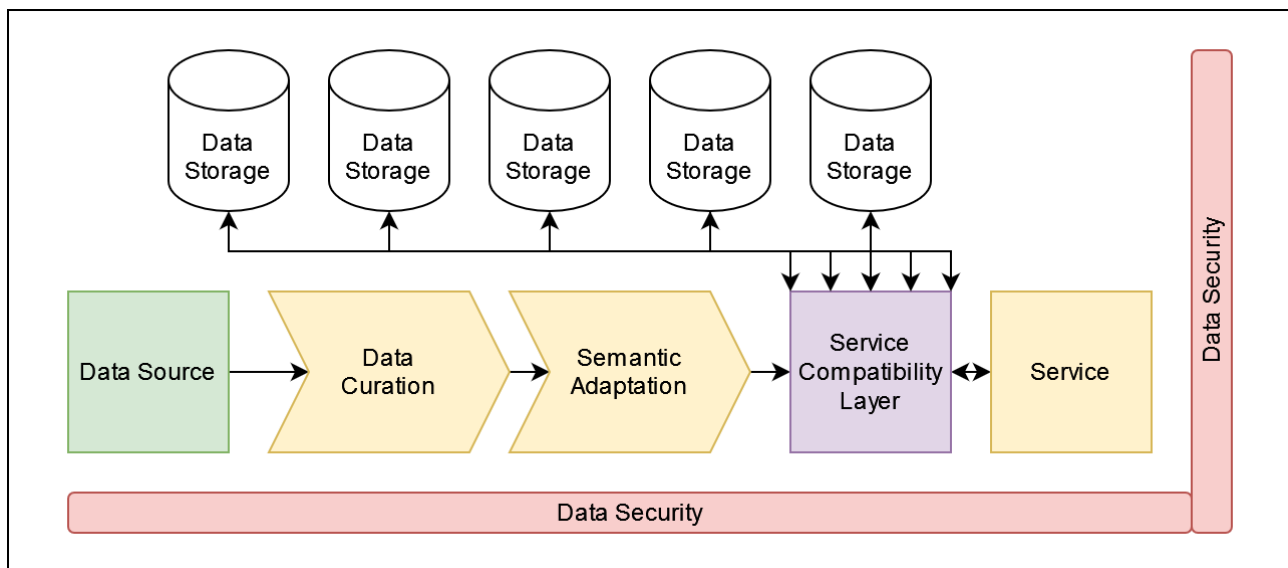 Data
Storage
Data
Storage
Data
Storage
Data
Storage
Data
Storage
Data Security
Data Source
Data
Curation
Semantic
Adaptation
Service
Compatibility
Layer
Service
Data Security